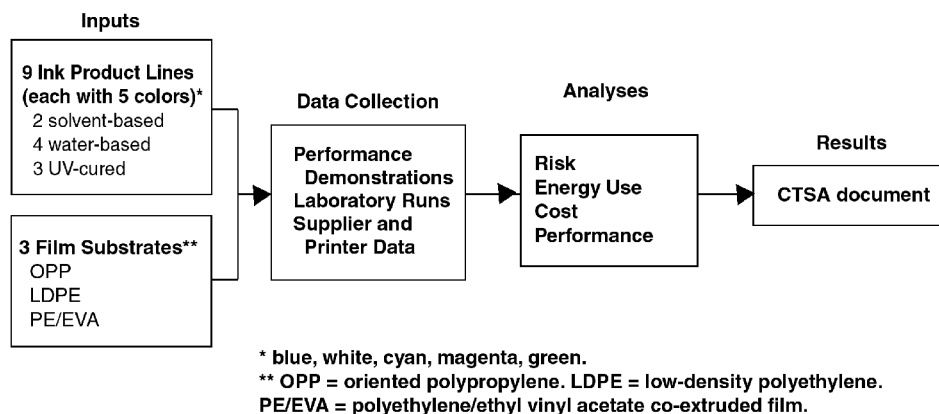 Inputs
9 Ink Product Lines
(each with 5 colors)*
2 solvent-based
4 water-based
3 UV-cured
3 Film Substrates**
OPP
LDPE
PE/EVA
Data Collection
Performance
Demonstrations
Laboratory Runs
Supplier and
Printer Data
Analyses
Risk
Energy Use
Cost
Performance
Results
CTSA document
* blue, white, cyan, magenta, green.
** OPP = oriented polypropylene. LDPE = low-density polyethylene.
PE/EVA = polyethylene/ethyl vinyl acetate co-extruded film.